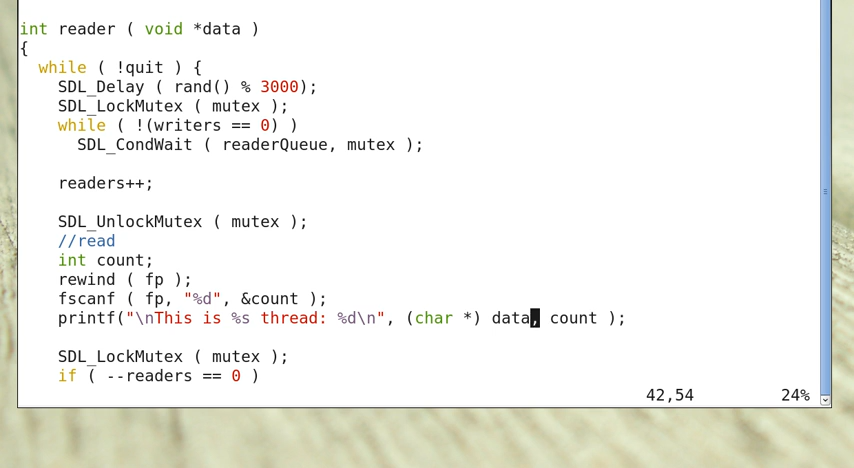 int reader ( void *data )
{
  while ( !quit ) {
    SDL_Delay ( rand() % 3000);
    SDL_LockMutex ( mutex );
    while ( !(writers == 0) )
      SDL_CondWait ( readerQueue, mutex );

    readers++;

    SDL_UnlockMutex ( mutex );
    //read
    int count;
    rewind ( fp );
    fscanf ( fp, "%d", &count );
    printf("\nThis is %s thread: %d\n", (char *) data, count );

    SDL_LockMutex ( mutex );
    if ( --readers == 0 )
42,54 24%